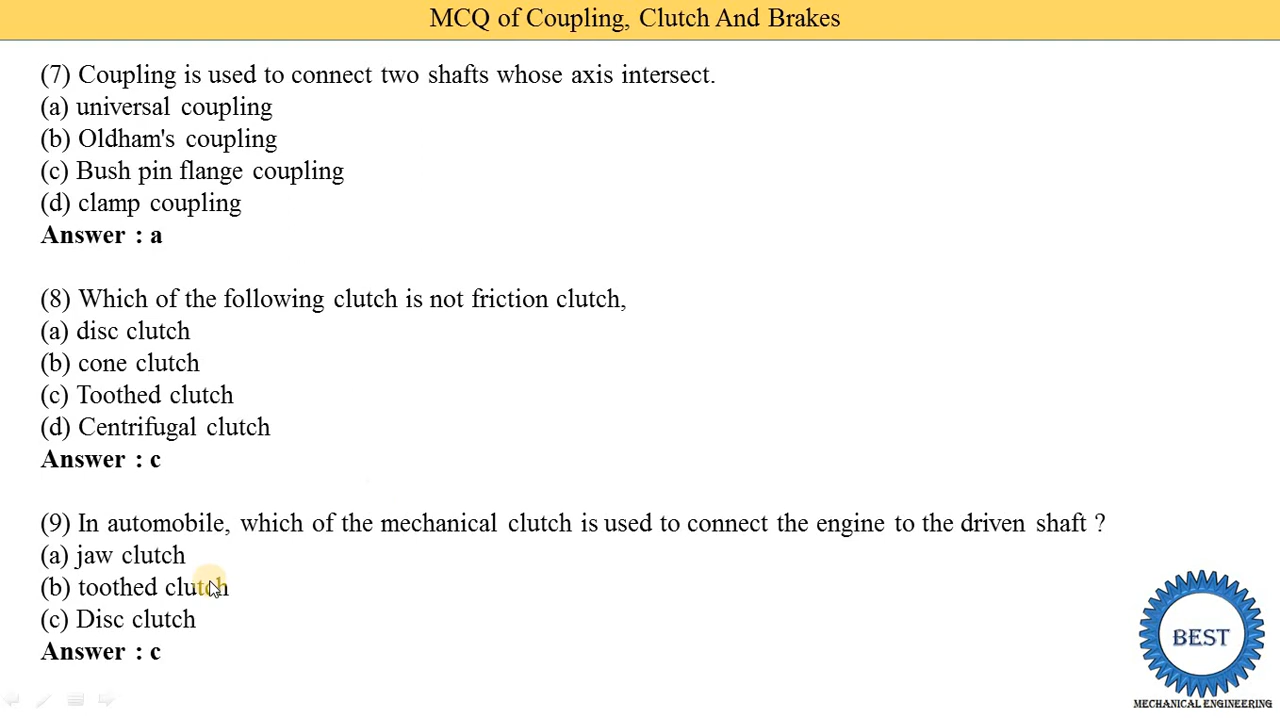 MCQ of Coupling, Clutch And Brakes
(7) Coupling is used to connect two shafts whose axis intersect.
(a) universal coupling
(b) Oldham's coupling
(c) Bush pin flange coupling
(d) clamp coupling
Answer : a
(8) Which of the following clutch is not friction clutch,
(a) disc clutch
(b) cone clutch
(c) Toothed clutch
(d) Centrifugal clutch
Answer : c
(9) In automobile, which of the mechanical clutch is used to connect the engine to the driven shaft ?
(a) jaw clutch
(b) toothed clutch
(c) Disc clutch
Answer : c
BEST
MECHANICAL ENGINEERING